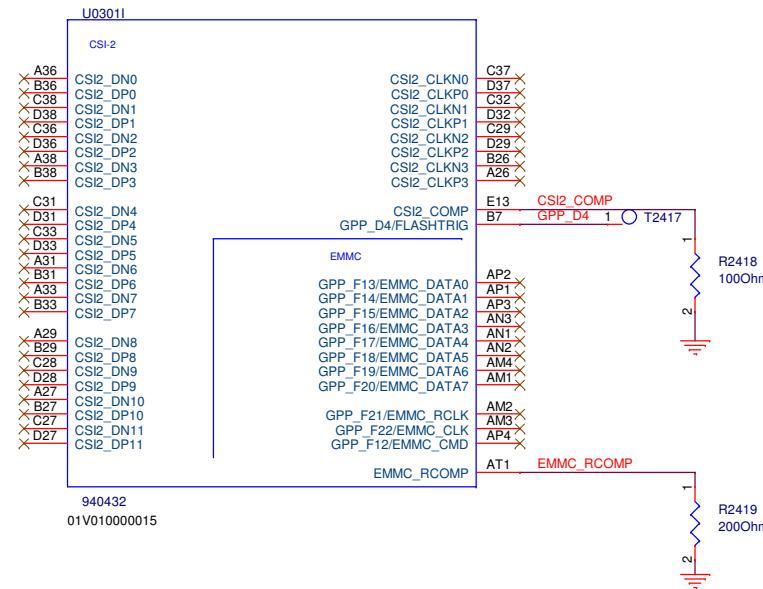 U0301I
CSI-2
A36 CSI2_DN0
B36 CSI2_DP0
C38 CSI2_DN1
D38 CSI2_DP1
C36 CSI2_DN2
D36 CSI2_DP2
A38 CSI2_DN3
B38 CSI2_DP3
C31 CSI2_DN4
D31 CSI2_DP4
C33 CSI2_DN5
D33 CSI2_DP5
A31 CSI2_DN6
B31 CSI2_DP6
A33 CSI2_DN7
B33 CSI2_DP7
A29 CSI2_DN8
B29 CSI2_DP8
C28 CSI2_DN9
D28 CSI2_DP9
A27 CSI2_DN10
B27 CSI2_DP10
C27 CSI2_DN11
D27 CSI2_DP11
CSI2_CLKN0 C37
CSI2_CLKP0 D37
CSI2_CLKN1 C32
CSI2_CLKP1 D32
CSI2_CLKN2 C29
CSI2_CLKP2 D29
CSI2_CLKN3 B26
CSI2_CLKP3 A26
CSI2_COMP E13 CSI2_COMP
GPP_D4/FLASHTRIG B7 GPP_D4 1 T2417
EMMC
GPP_F13/EMMC_DATA0 AP2
GPP_F14/EMMC_DATA1 AP1
GPP_F15/EMMC_DATA2 AP3
GPP_F16/EMMC_DATA3 AN3
GPP_F17/EMMC_DATA4 AN1
GPP_F18/EMMC_DATA5 AN2
GPP_F19/EMMC_DATA6 AM4
GPP_F20/EMMC_DATA7 AM1
GPP_F21/EMMC_RCLK AM2
GPP_F22/EMMC_CLK AM3
GPP_F12/EMMC_CMD AP4
EMMC_RCOMP AT1 EMMC_RCOMP
1
R2418
100Ohm
2
1
R2419
200Ohm
2
940432
01V010000015